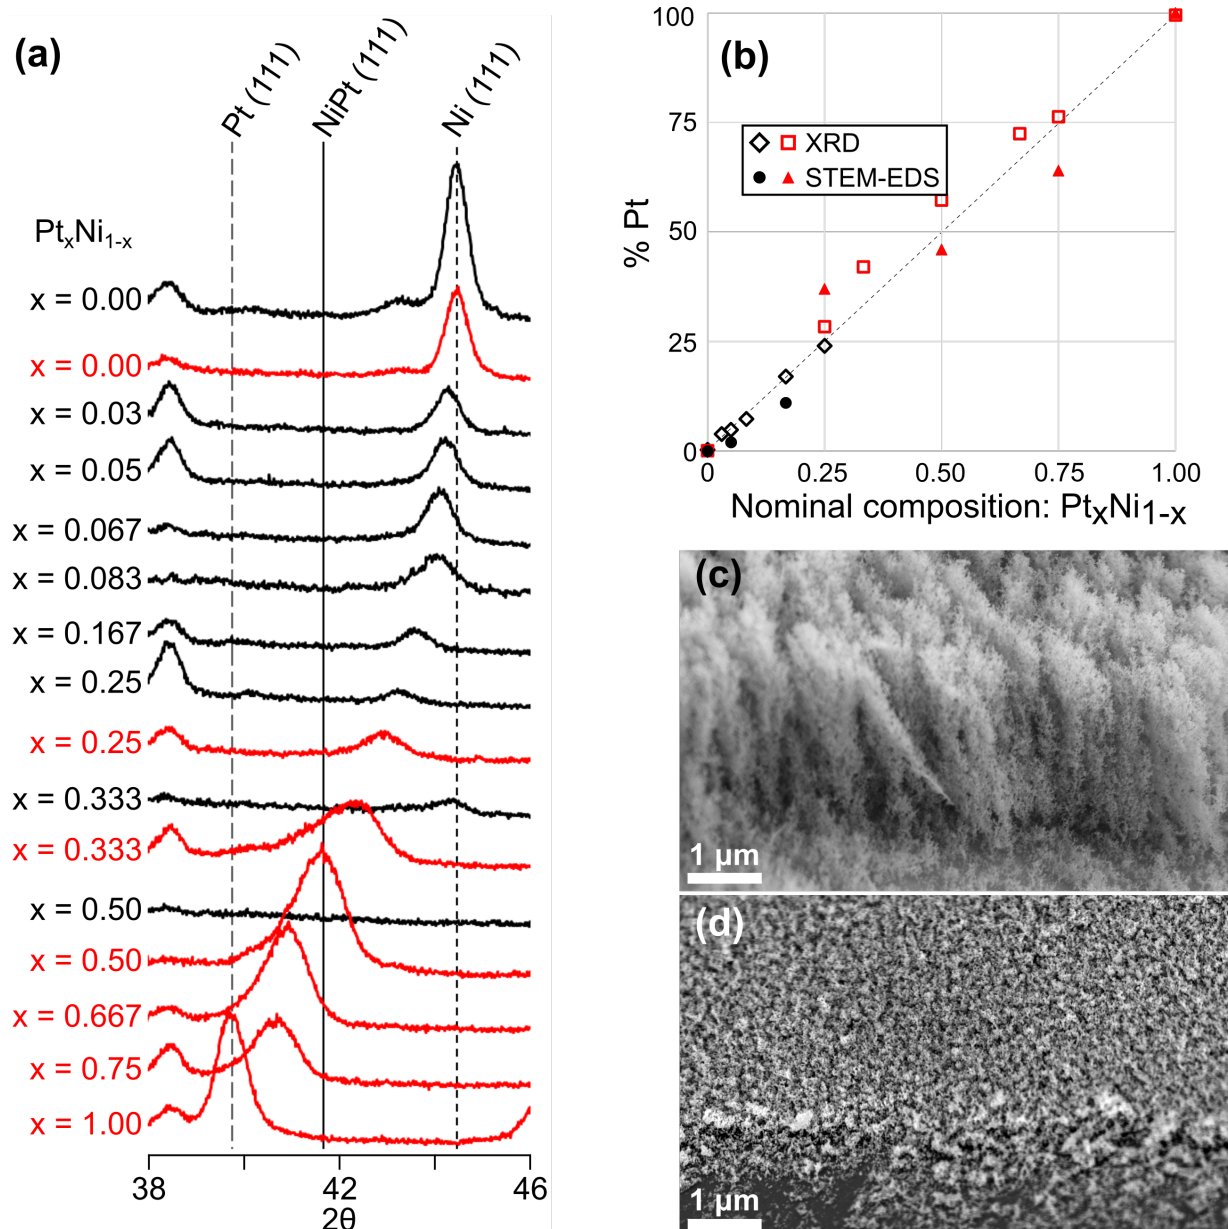 (a)
Pt (111)
NiPt (111)
Ni (111)
PtxNi1-x
x = 0.00
x = 0.00
x = 0.03
x = 0.05
x = 0.067
x = 0.083
x = 0.167
x = 0.25
x = 0.25
x = 0.333
x = 0.333
x = 0.50
x = 0.50
x = 0.667
x = 0.75
x = 1.00
38 42 46
2θ
(b)
100
75
50
25
0
% Pt
XRD
STEM-EDS
0 0.25 0.50 0.75 1.00
Nominal composition: PtxNi1-x
(c)
1 µm
(d)
1 µm